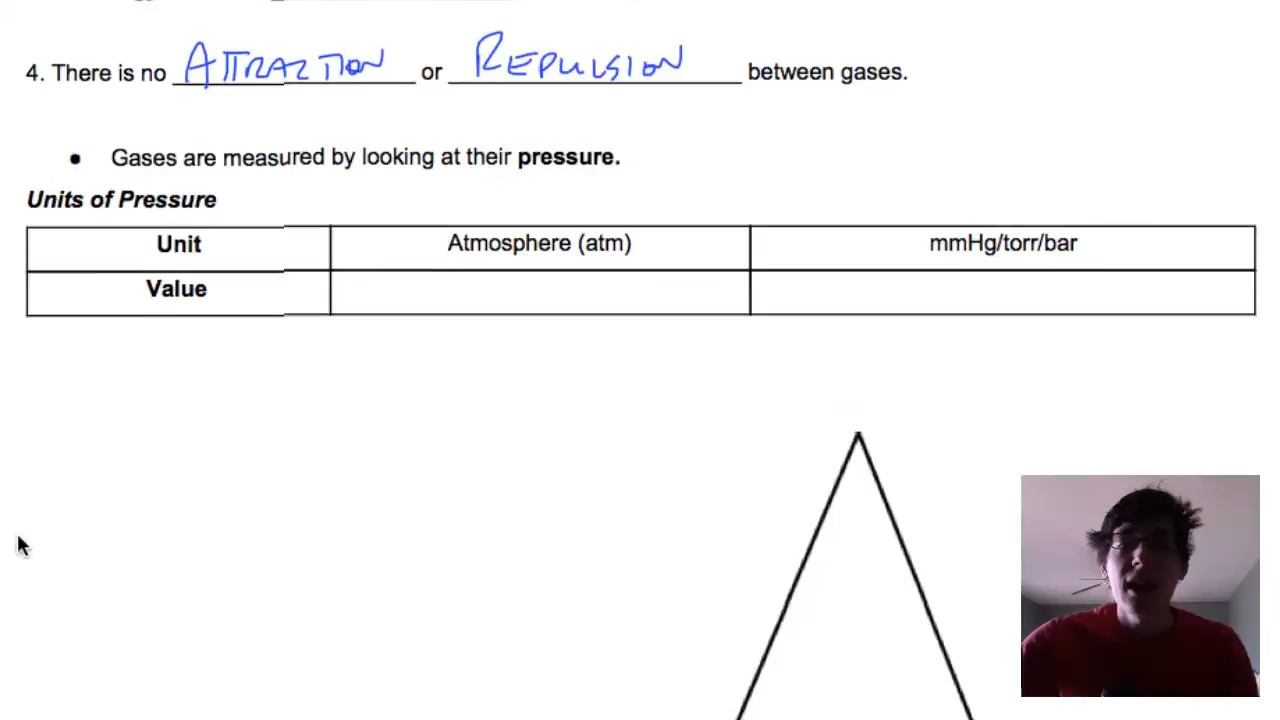 4. There is no ATTRACTION or REPULSION between gases.
• Gases are measured by looking at their pressure.
Units of Pressure
Unit Atmosphere (atm) mmHg/torr/bar
Value